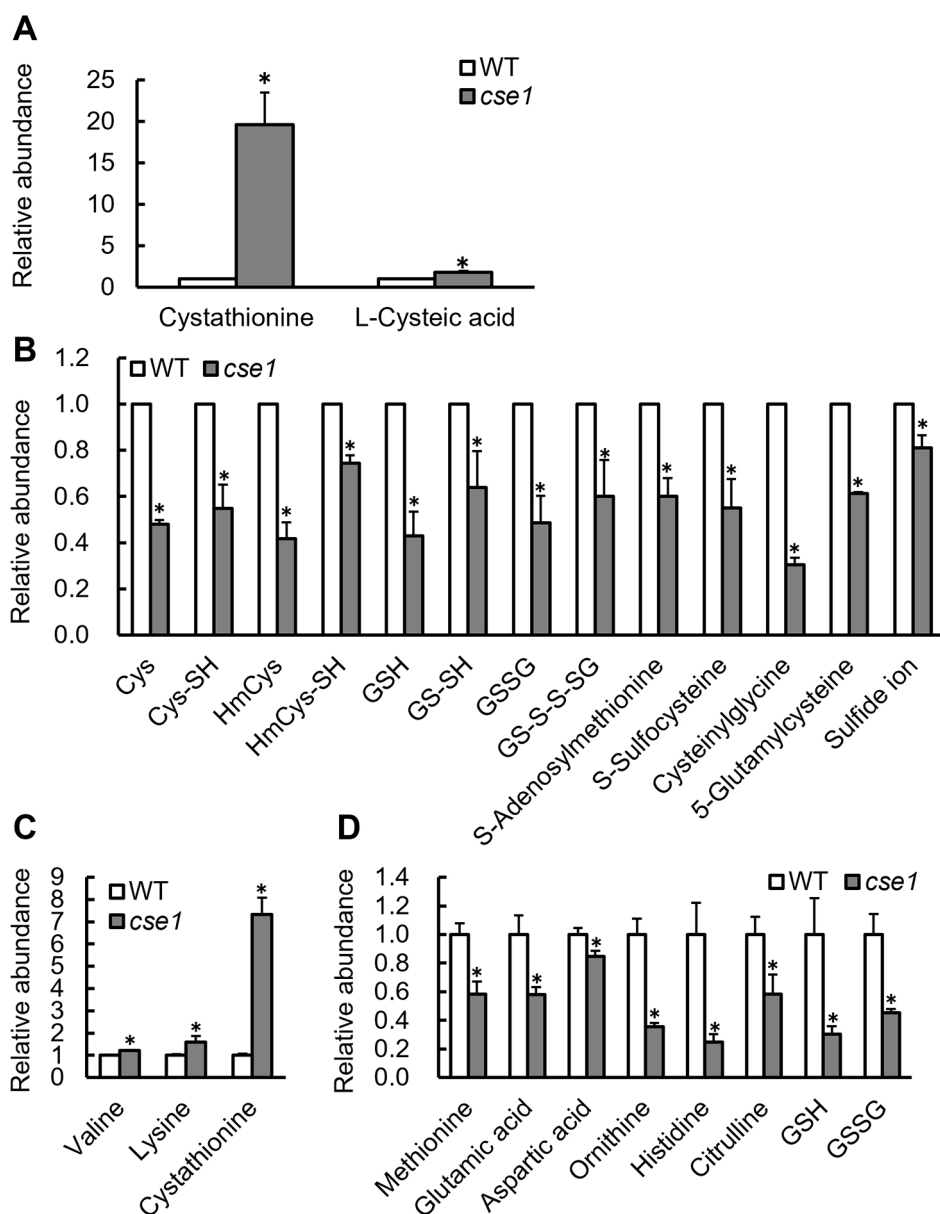 A
Relative abundance
25
20
15
10
5
0
*
*
WT
cse1
Cystathionine
L-Cysteic acid
B
Relative abundance
1.2
1.0
0.8
0.6
0.4
0.2
0.0
WT
cse1
*
*
*
*
*
*
*
*
*
*
*
*
*
Cys
Cys-SH
HmCys
HmCys-SH
GSH
GS-SH
GSSG
GS-S-S-SG
S-Adenosylmethionine
S-Sulfocysteine
Cysteinylglycine
5-Glutamylcysteine
Sulfide ion
C
Relative abundance
9
8
7
6
5
4
3
2
1
0
WT
cse1
*
*
*
Valine
Lysine
Cystathionine
D
Relative abundance
1.4
1.2
1.0
0.8
0.6
0.4
0.2
0.0
WT
cse1
*
*
*
*
*
*
*
*
Methionine
Glutamic acid
Aspartic acid
Ornithine
Histidine
Citrulline
GSH
GSSG